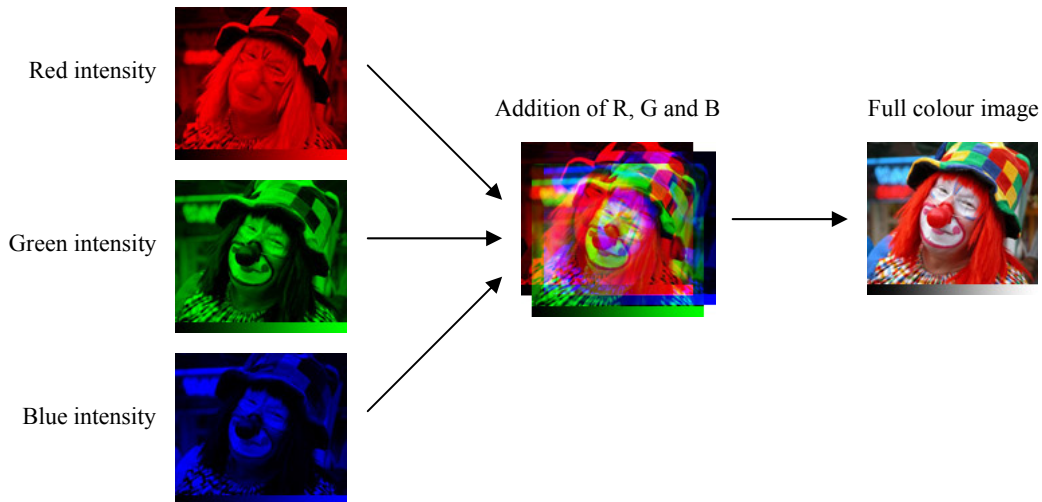 Red intensity
Green intensity
Blue intensity
Addition of R, G and B
Full colour image